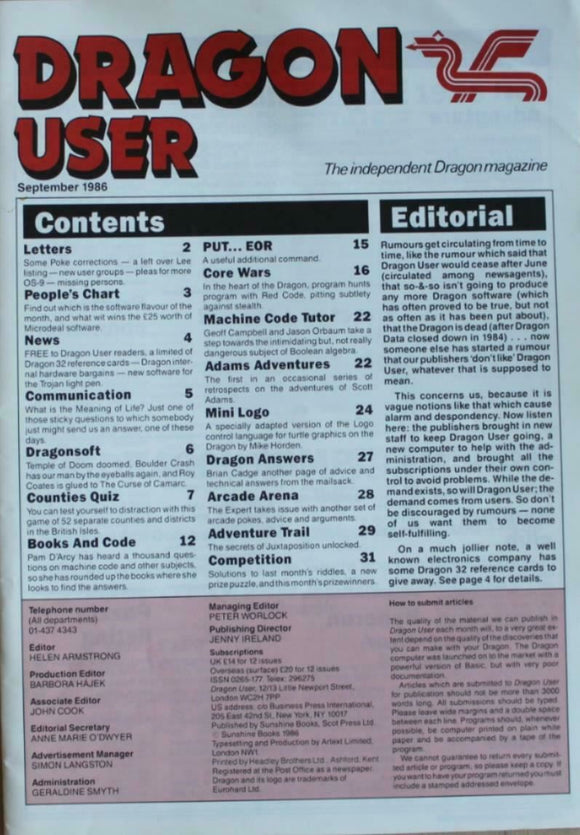 DRAGON
USER
The independent Dragon magazine
September 1986
Contents
Letters 2
Some Poke corrections — a left over Lee
listing — new user groups — pleas for more
OS-9 — missing persons.
People's Chart 3
Find out which is the software flavour of the
month, and what wit wins the £25 worth of
Microdeal software.
News 4
FREE to Dragon User readers, a limited of
Dragon 32 reference cards — Dragon inter-
nal hardware bargains — new software for
the Trojan light pen.
Communication 5
What is the Meaning of Life? Just one of
those sticky questions to which somebody
just might send us an answer, one of these
days.
Dragonsoft 6
Temple of Doom doomed, Boulder Crash
has our man by the eyeballs again, and Roy
Coates is glued to The Curse of Comarc.
Counties Quiz 7
You can test yourself to distraction with this
game of 52 separate counties and districts
in the British Isles.
Books And Code 12
Pam D'Arcy has heard a thousand ques-
tions on machine code and other subjects,
so she has rounded up the books where she
looks to find the answers.
PUT... EOR 15
A useful additional command.
Core Wars 16
In the heart of the Dragon, program hunts
program with Red Code, pitting subtlety
against stealth.
Machine Code Tutor 22
Geoff Campbell and Jason Orbaum take a
step towards the intimidating but, not really
dangerous subject of Boolean algebra.
Adams Adventures 22
The first in an occasional series of
retrospects on the adventures of Scott
Adams.
Mini Logo 24
A specially adapted version of the Logo
control language for turtle graphics on the
Dragon by Mike Horden.
Dragon Answers 27
Brian Cadge another page of advice and
technical answers from the mailsack.
Arcade Arena 28
The Expert takes issue with another set of
arcade pokes, advice and arguments.
Adventure Trail 29
The secrets of Juxtaposition unlocked.
Competition 31
Solutions to last month's riddles, a new
prize puzzle, and this month's prizewinners.
Editorial
Rumours get circulating from time to
time, like the rumour which said that
Dragon User would cease after June
(circulated among newsagents),
that so-&-so isn't going to produce
any more Dragon software (which
has often proved to be true, but not
as often as it has been put about),
that the Dragon is dead (after Dragon
Data closed down in 1984) . . . now
someone else has started a rumour
that our publishers 'don't like' Dragon
User, whatever that is supposed to
mean.
This concerns us, because it is
vague notions like that which cause
alarm and despondency. Now listen
here: the publishers brought in new
staff to keep Dragon User going, a
new computer to help with the ad-
ministration, and brought all the
subscriptions under their own con-
trol to avoid problems. While the de-
mand exists, so will Dragon User; the
demand comes from users. So don't
be discouraged by rumours — none
of us want them to become
self-fulfilling.
On a much jollier note, a well
known electronics company has
some Dragon 32 reference cards to
give away. See page 4 for details.
Telephone number
(All departments)
01-437 4343
Editor
HELEN ARMSTRONG
Production Editor
BARBORA HAJEK
Associate Editor
JOHN COOK
Editorial Secretary
ANNE MARIE O'DWYER
Advertisement Manager
SIMON LANGSTON
Administration
GERALDINE SMYTH
Managing Editor
PETER WORLOCK
Publishing Director
JENNY IRELAND
Subscriptions
UK £14 for 12 issues
Overseas (surface) £20 for 12 issues
ISSN 0265-177. Telex: 296275
Dragon User, 12/13 Little Newport Street,
London WC2H 7PP
US address: c/o Business Press International,
205 East 42nd St, New York, NY 10017
Published by Sunshine Books, Scot Press Ltd.
© Sunshine Books 1986
Typesetting and Production by Artext Limited,
London NW1.
Printed by Headley Brothers Ltd., Ashford, Kent
Registered at the Post Office as a newspaper.
Dragon and its logo are trademarks of
Eurohard Ltd.
How to submit articles
The quality of the material we can publish in
Dragon User each month will, to a very great ex-
tent depend on the quality of the discoveries that
you can make with your Dragon. The Dragon
computer was launched on to the market with a
powerful version of Basic, but with very poor
documentation.
Articles which are submitted to Dragon User
for publication should not be more than 3000
words long. All submissions should be typed.
Please leave wide margins and a double space
between each line. Programs should, whenever
possible, be computer printed on plain white
paper and be accompanied by a tape of the
program.
We cannot guarantee to return every submit-
ted article or program, so please keep a copy. If
you want to have your program returned you must
include a stamped addressed envelope.